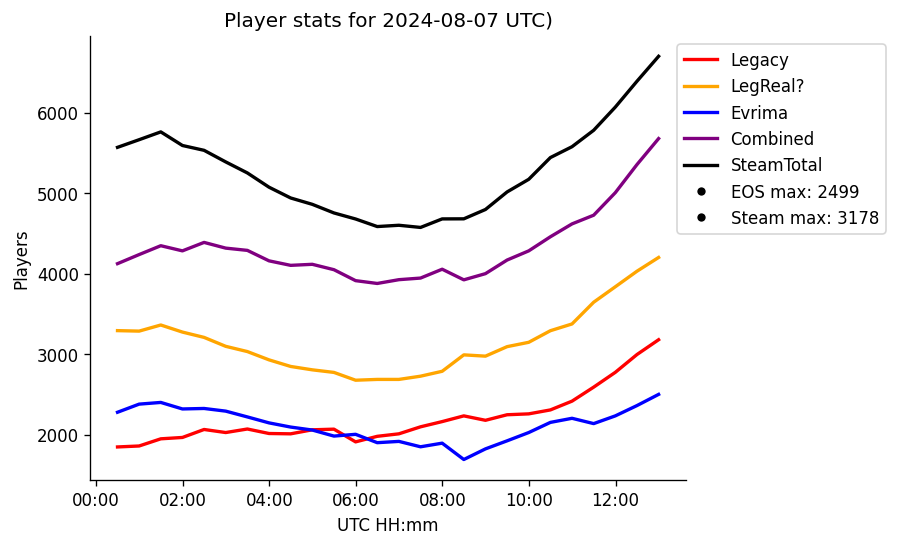 Player stats for 2024-08-07 UTC)
Legacy
LegReal?
Evrima
Combined
SteamTotal
EOS max: 2499
Steam max: 3178
Players
6000
5000
4000
3000
2000
00:00 02:00 04:00 06:00 08:00 10:00 12:00
UTC HH:mm